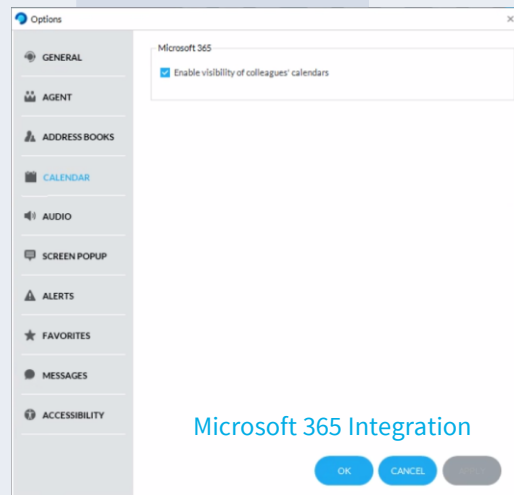 Options
Microsoft 365
Enable visibility of colleagues' calendars
GENERAL
AGENT
ADDRESS BOOKS
CALENDAR
AUDIO
SCREEN POPUP
ALERTS
FAVORITES
MESSAGES
ACCESSIBILITY
Microsoft 365 Integration
OK
CANCEL